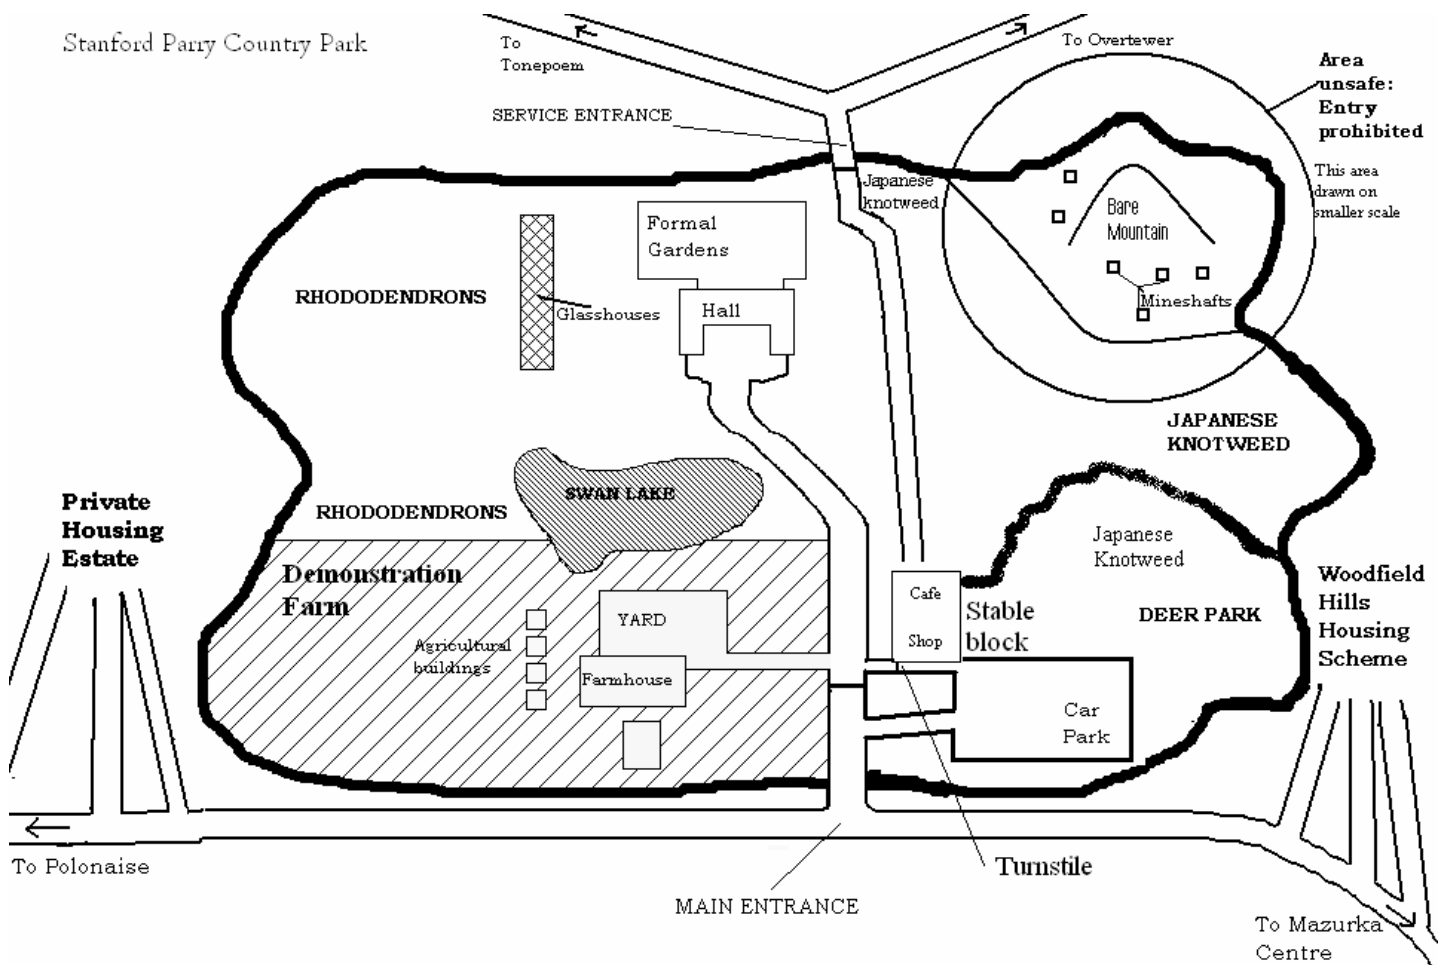 Stanford Parry Country Park
To
Tonepoem
To Overtewer
Area
unsafe:
Entry
prohibited
SERVICE ENTRANCE
This area
drawn on
smaller scale
Japanese
knotweed
Bare
Mountain
Formal
Gardens
RHODODENDRONS
Glasshouses
Hall
Mineshafts
JAPANESE
KNOTWEED
SWAN LAKE
RHODODENDRONS
Private
Housing
Estate
Japanese
Knotweed
Demonstration
Farm
Woodfield
Hills
Housing
Scheme
Cafe
Shop
Stable
block
DEER PARK
YARD
Agricultural
buildings
Farmhouse
Car
Park
To Polonaise
Turnstile
MAIN ENTRANCE
To Mazurka
Centre